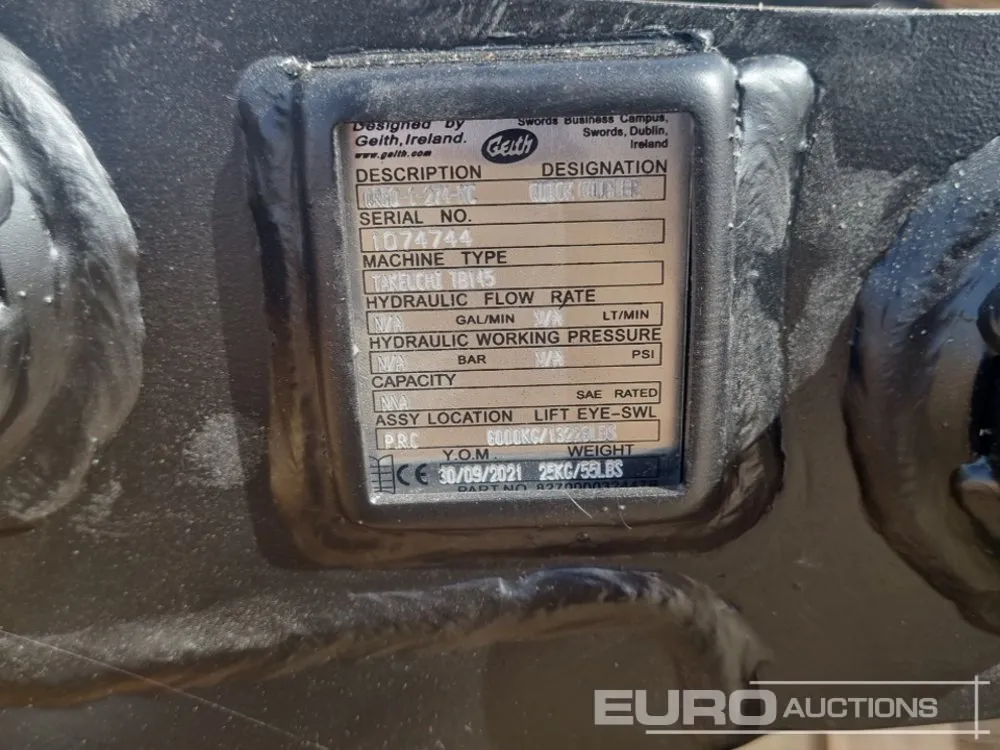 Designed by Swords Business Campus,
Geith, Ireland. Geith Swords, Dublin,
www.geith.com Ireland
DESCRIPTION DESIGNATION
QUICK COUPLER
SERIAL NO.
1074744
MACHINE TYPE
TAKEUCHI TB145
HYDRAULIC FLOW RATE
N/A GAL/MIN N/A LT/MIN
HYDRAULIC WORKING PRESSURE
N/A BAR N/A PSI
CAPACITY
SAE RATED
ASSY LOCATION LIFT EYE-SWL
P.R.C 6000KG/13228LBS
Y.O.M. WEIGHT
CE 30/09/2021 25KG/55LBS
PART NO.
EURO AUCTIONS